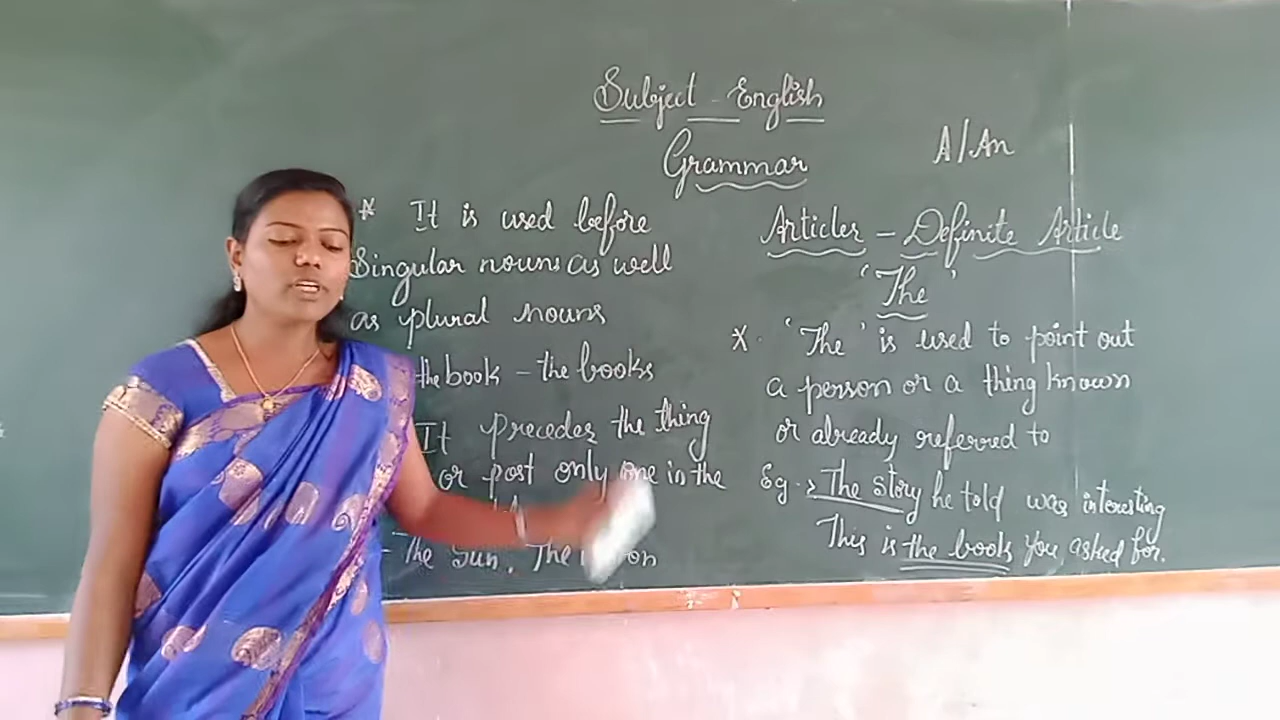 Subject - English
Grammar
A/An
Articles - Definite Article
'The'
* 'The' is used to point out
a person or a thing known
or already referred to
Eg :> The story he told was interesting
This is the books you asked for.
* It is used before
Singular nouns as well
as plural nouns
the book - the books
It precedes the thing
or post only one in the
- The Sun. The